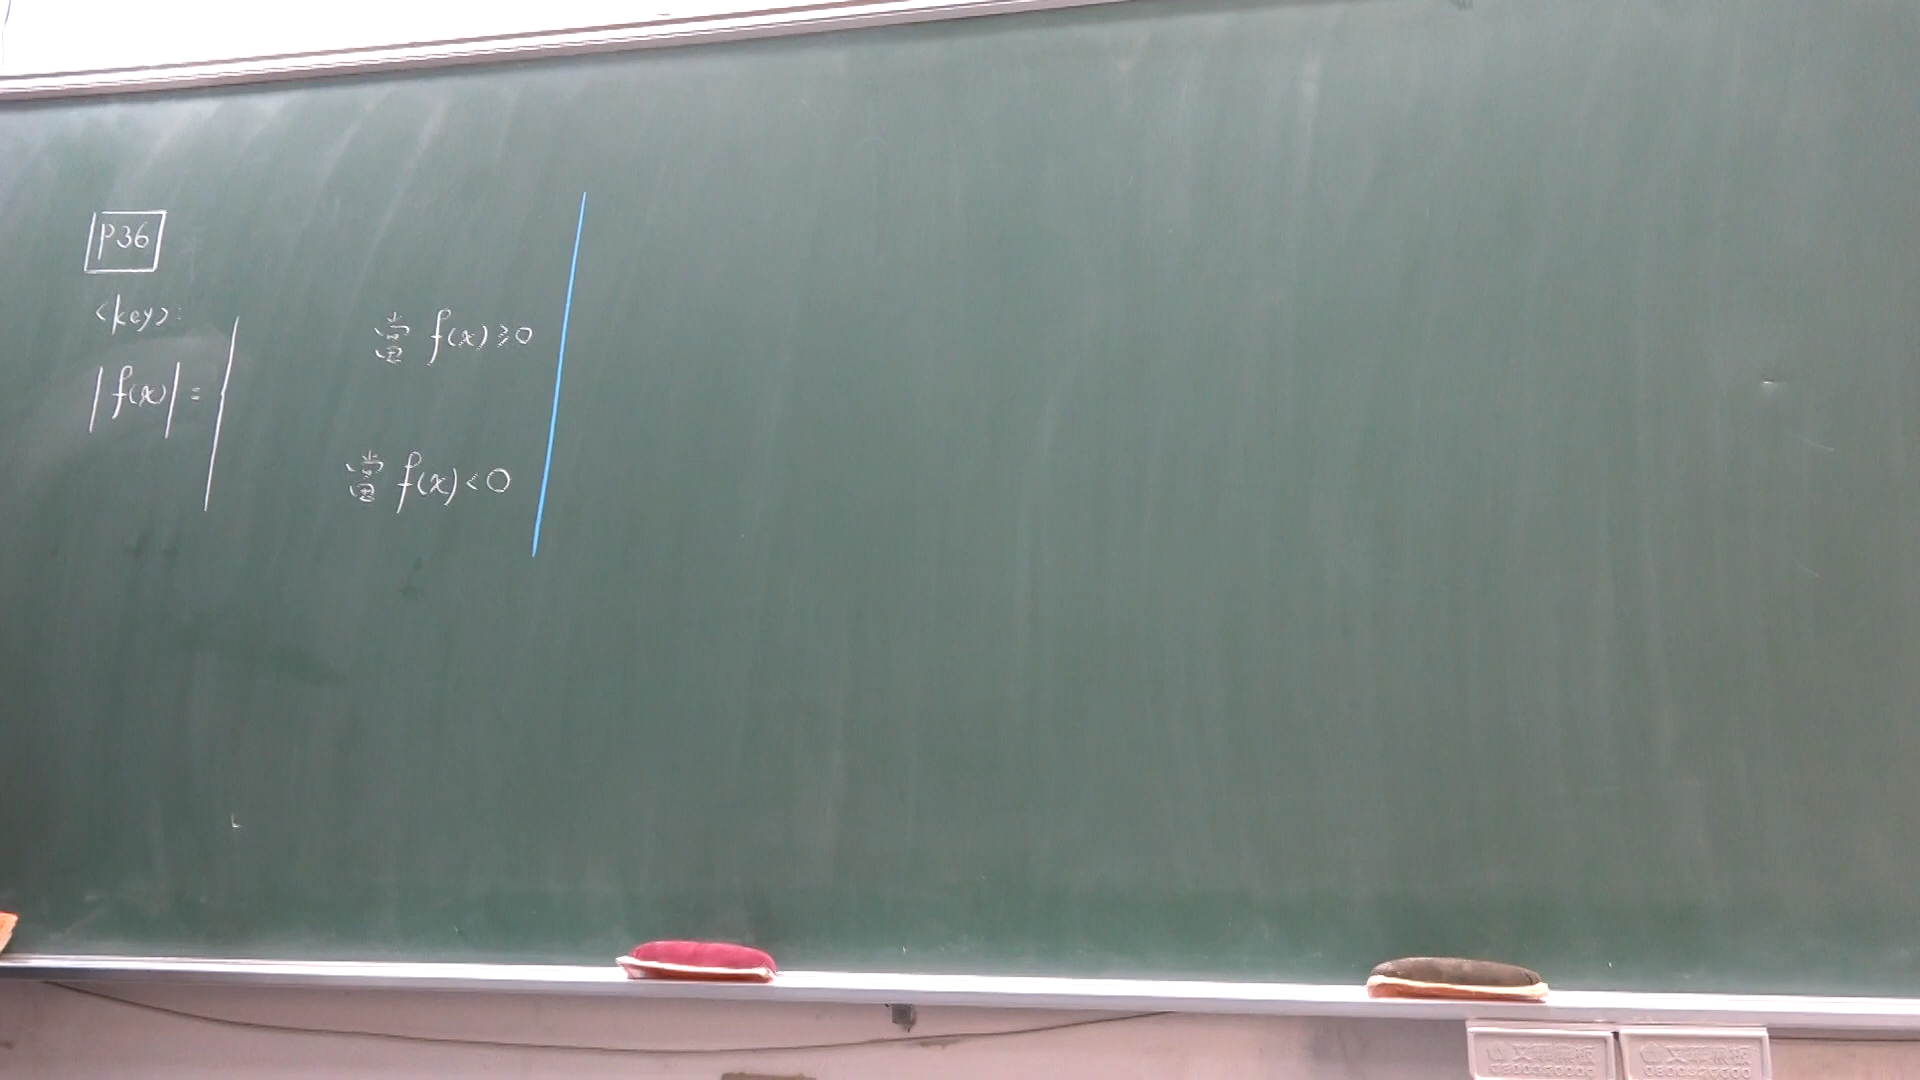 P36
<key>:
|f(x)| = {
當 f(x) ≥ 0
當 f(x) < 0